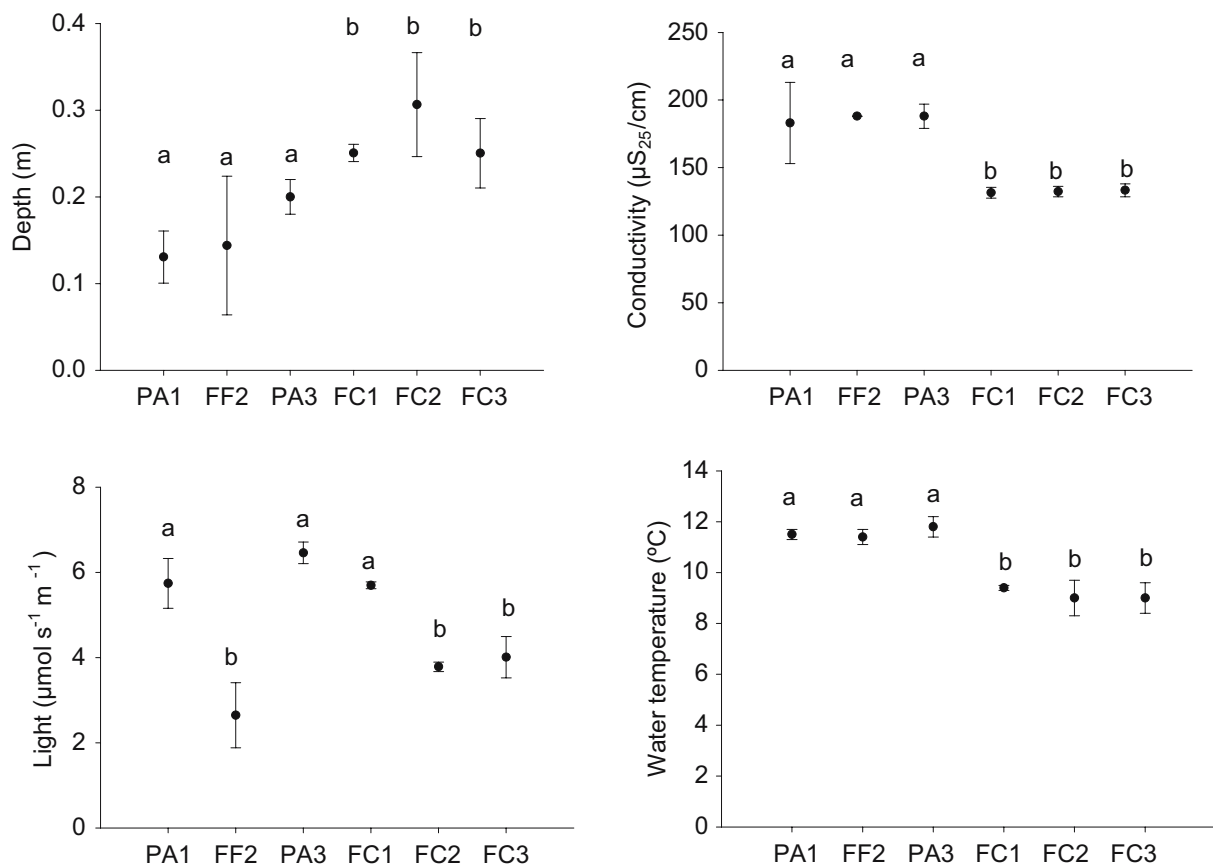 Depth (m)
0.4
0.3
0.2
0.1
0.0
a a a b b b
PA1 FF2 PA3 FC1 FC2 FC3
Conductivity (µS25/cm)
250
200
150
100
50
0
a a a b b b
PA1 FF2 PA3 FC1 FC2 FC3
Light (µmol s-1 m -1 )
8
6
4
2
0
a b a a b b
PA1 FF2 PA3 FC1 FC2 FC3
Water temperature (ºC)
14
12
10
8
6
4
2
0
a a a b b b
PA1 FF2 PA3 FC1 FC2 FC3